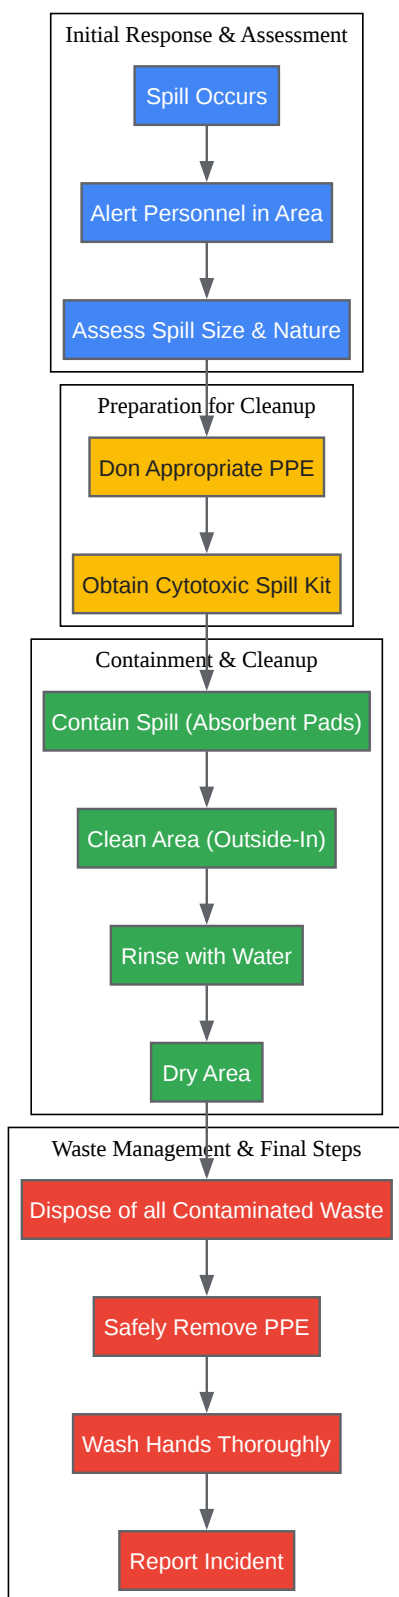 Initial Response & Assessment
Spill Occurs
Alert Personnel in Area
Assess Spill Size & Nature
Preparation for Cleanup
Don Appropriate PPE
Obtain Cytotoxic Spill Kit
Containment & Cleanup
Contain Spill (Absorbent Pads)
Clean Area (Outside-In)
Rinse with Water
Dry Area
Waste Management & Final Steps
Dispose of all Contaminated Waste
Safely Remove PPE
Wash Hands Thoroughly
Report Incident